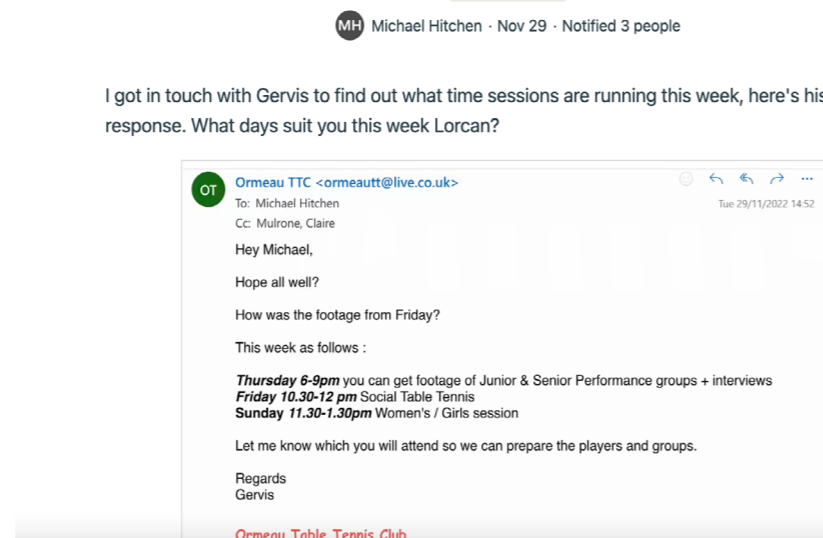 MH Michael Hitchen · Nov 29 · Notified 3 people
I got in touch with Gervis to find out what time sessions are running this week, here's his
response. What days suit you this week Lorcan?
OT
Ormeau TTC <ormeautt@live.co.uk>
To: Michael Hitchen
Tue 29/11/2022 14:52
Cc: Mulrone, Claire
Hey Michael,
Hope all well?
How was the footage from Friday?
This week as follows :
Thursday 6-9pm you can get footage of Junior & Senior Performance groups + interviews
Friday 10.30-12 pm Social Table Tennis
Sunday 11.30-1.30pm Women's / Girls session
Let me know which you will attend so we can prepare the players and groups.
Regards
Gervis
Ormeau Table Tennis Club